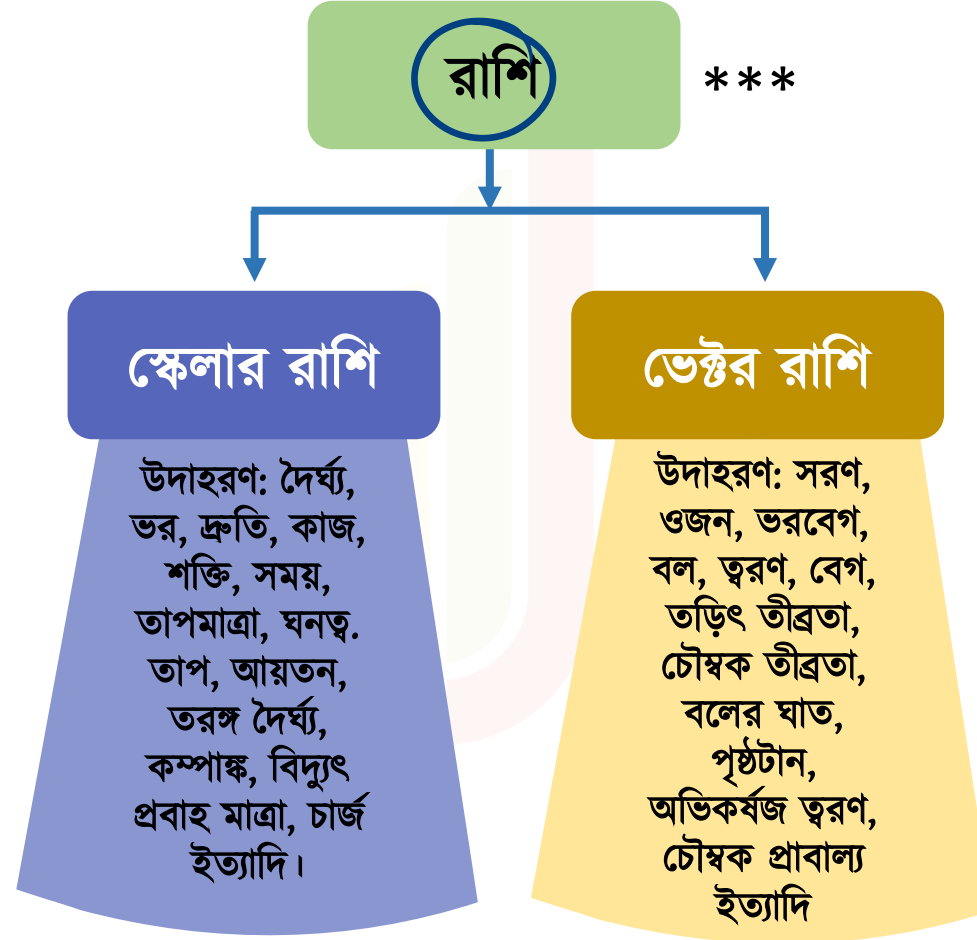 রাশি
***
স্কেলার রাশি
উদাহরণ: দৈর্ঘ্য,
ভর, দ্রুতি, কাজ,
শক্তি, সময়,
তাপমাত্রা, ঘনত্ব.
তাপ, আয়তন,
তরঙ্গ দৈর্ঘ্য,
কম্পাঙ্ক, বিদ্যুৎ
প্রবাহ মাত্রা, চার্জ
ইত্যাদি।
ভেক্টর রাশি
উদাহরণ: সরণ,
ওজন, ভরবেগ,
বল, ত্বরণ, বেগ,
তড়িৎ তীব্রতা,
চৌম্বক তীব্রতা,
বলের ঘাত,
পৃষ্ঠটান,
অভিকর্ষজ ত্বরণ,
চৌম্বক প্রাবাল্য
ইত্যাদি